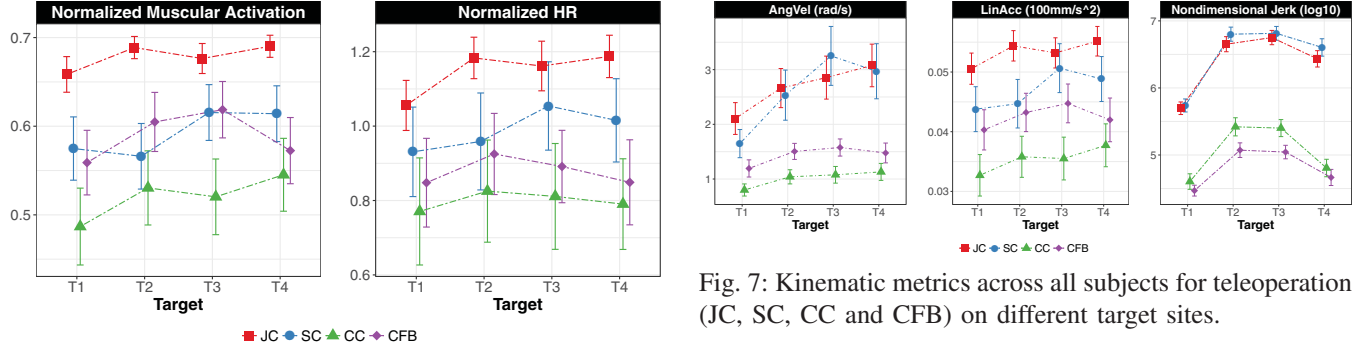 Normalized Muscular Activation
0.7
0.6
0.5
T1 T2 T3 T4
Target
Normalized HR
1.2
1.0
0.8
0.6
T1 T2 T3 T4
Target
JC SC CC CFB
AngVel (rad/s)
3
2
1
T1 T2 T3 T4
Target
LinAcc (100mm/s^2)
0.05
0.04
0.03
T1 T2 T3 T4
Target
Nondimensional Jerk (log10)
7
6
5
T1 T2 T3 T4
Target
JC SC CC CFB
Fig. 7: Kinematic metrics across all subjects for teleoperation
(JC, SC, CC and CFB) on different target sites.